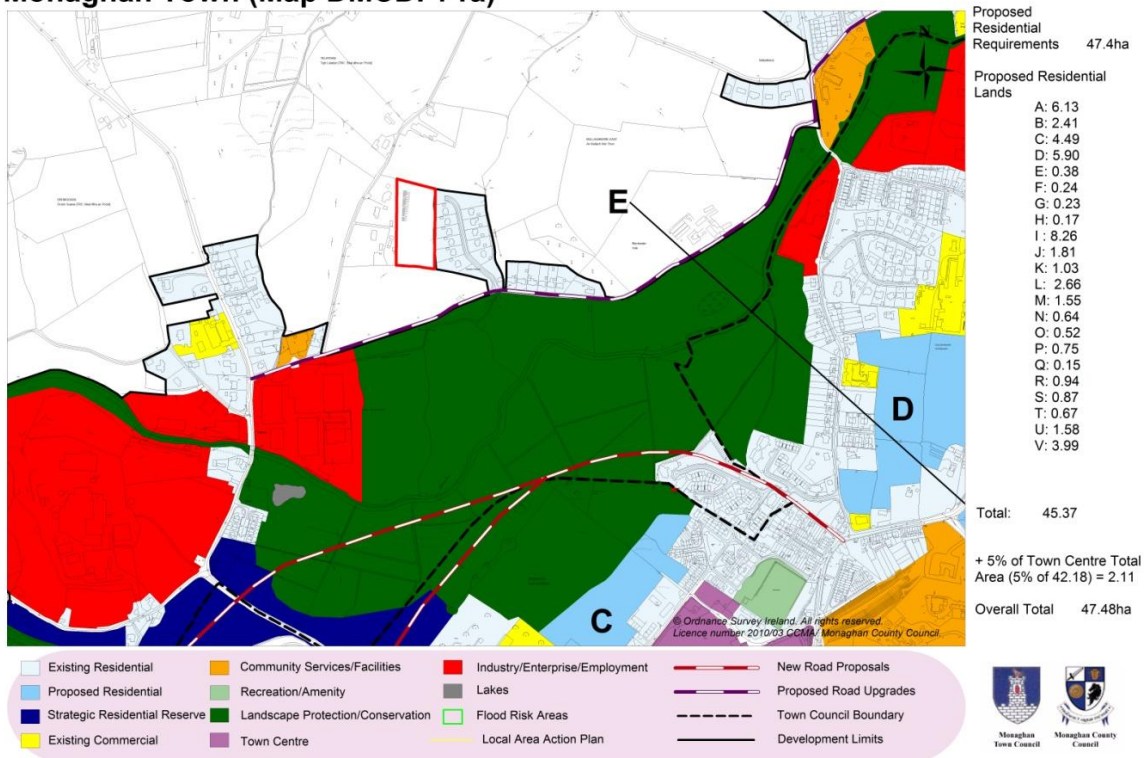 Monaghan Town (Map DMSDP 1a)
Proposed
Residential
Requirements 47.4ha
Proposed Residential
Lands
A: 6.13
B: 2.41
C: 4.49
D: 5.90
E: 0.38
F: 0.24
G: 0.23
H: 0.17
I : 8.26
J: 1.81
K: 1.03
L: 2.66
M: 1.55
N: 0.64
O: 0.52
P: 0.75
Q: 0.15
R: 0.94
S: 0.87
T: 0.67
U: 1.58
V: 3.99
Total: 45.37
+ 5% of Town Centre Total
Area (5% of 42.18) = 2.11
Overall Total 47.48ha
N
E
D
C
© Ordnance Survey Ireland. All rights reserved.
Licence number 2010/03 CCMA/ Monaghan County Council.
Existing Residential
Proposed Residential
Strategic Residential Reserve
Existing Commercial
Community Services/Facilities
Recreation/Amenity
Landscape Protection/Conservation
Town Centre
Industry/Enterprise/Employment
Lakes
Flood Risk Areas
Local Area Action Plan
New Road Proposals
Proposed Road Upgrades
Town Council Boundary
Development Limits
Monaghan
Town Council
Monaghan County
Council